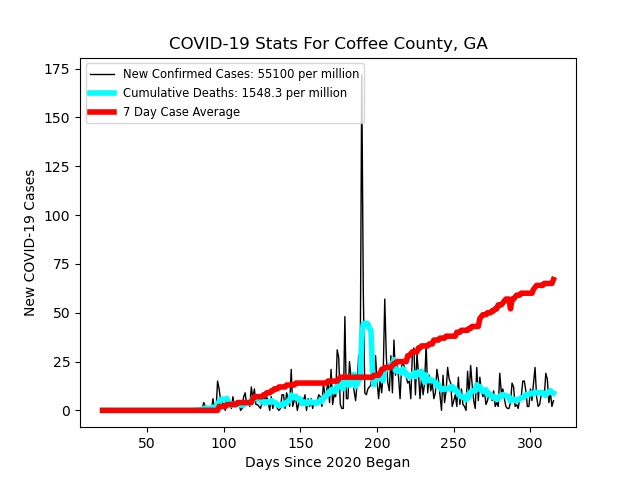 COVID-19 Stats For Coffee County, GA
New Confirmed Cases: 55100 per million
Cumulative Deaths: 1548.3 per million
7 Day Case Average
175
150
125
100
75
50
25
0
New COVID-19 Cases
50 100 150 200 250 300
Days Since 2020 Began